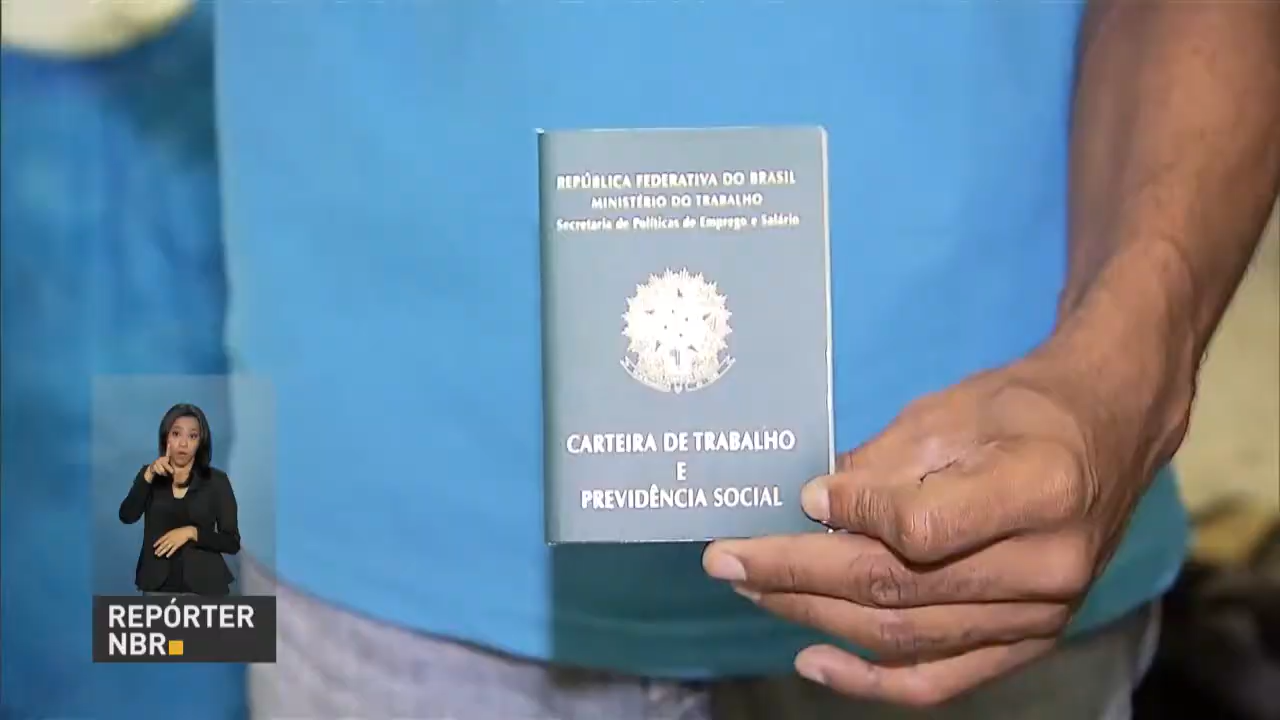 REPÚBLICA FEDERATIVA DO BRASIL
MINISTÉRIO DO TRABALHO
Secretaria de Políticas de Emprego e Salário
CARTEIRA DE TRABALHO
E
PREVIDÊNCIA SOCIAL
REPÓRTER
NBR